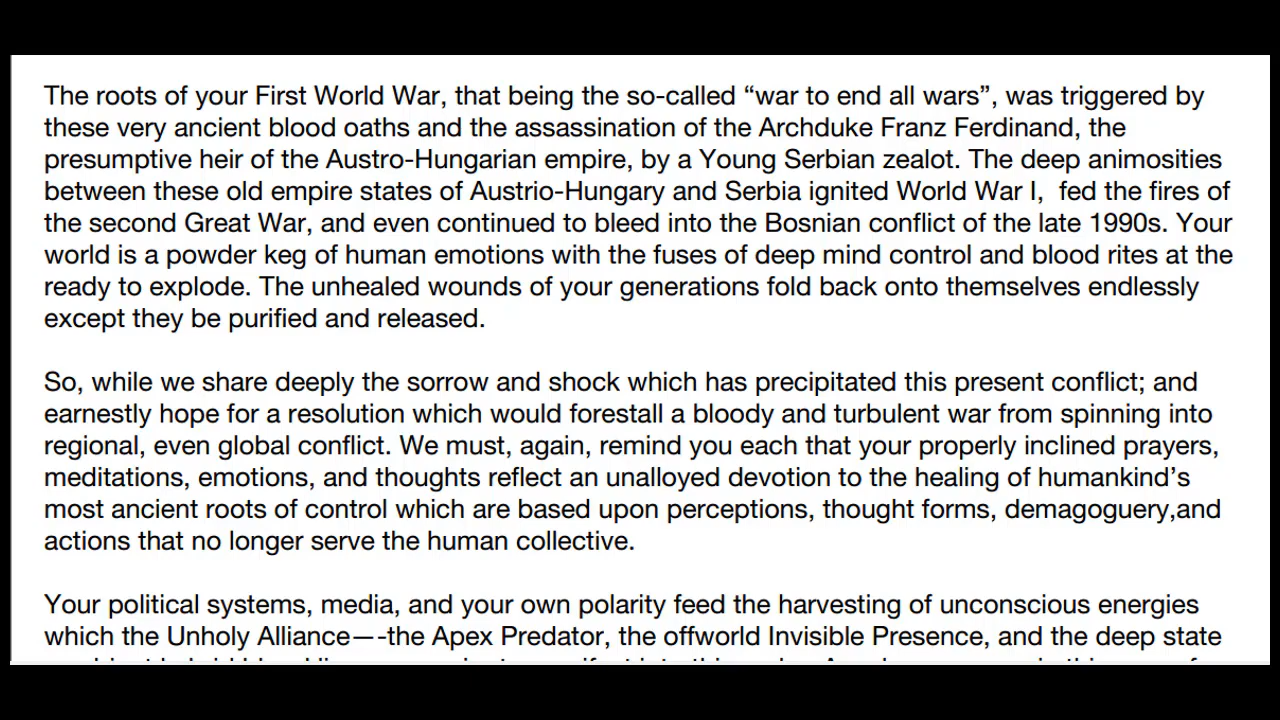 The roots of your First World War, that being the so-called “war to end all wars”, was triggered by
these very ancient blood oaths and the assassination of the Archduke Franz Ferdinand, the
presumptive heir of the Austro-Hungarian empire, by a Young Serbian zealot. The deep animosities
between these old empire states of Austrio-Hungary and Serbia ignited World War I,  fed the fires of
the second Great War, and even continued to bleed into the Bosnian conflict of the late 1990s. Your
world is a powder keg of human emotions with the fuses of deep mind control and blood rites at the
ready to explode. The unhealed wounds of your generations fold back onto themselves endlessly
except they be purified and released.
So, while we share deeply the sorrow and shock which has precipitated this present conflict; and
earnestly hope for a resolution which would forestall a bloody and turbulent war from spinning into
regional, even global conflict. We must, again, remind you each that your properly inclined prayers,
meditations, emotions, and thoughts reflect an unalloyed devotion to the healing of humankind’s
most ancient roots of control which are based upon perceptions, thought forms, demagoguery,and
actions that no longer serve the human collective.
Your political systems, media, and your own polarity feed the harvesting of unconscious energies
which the Unholy Alliance—-the Apex Predator, the offworld Invisible Presence, and the deep state